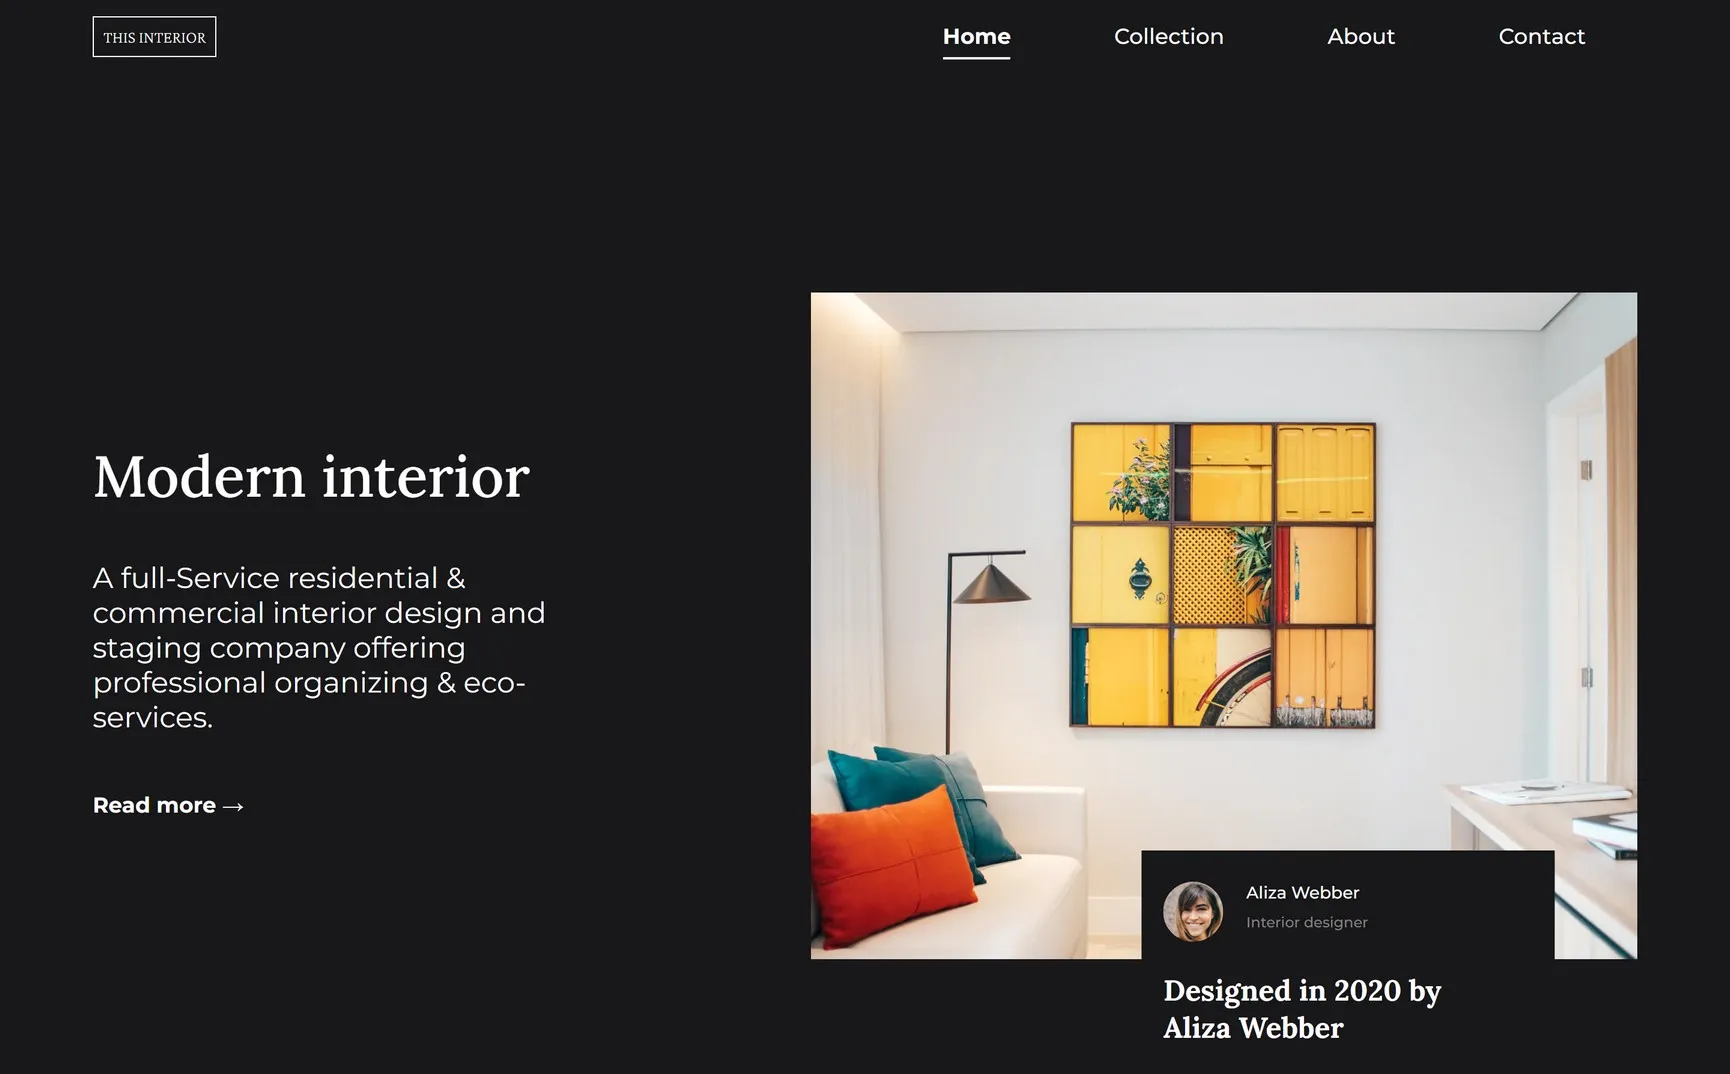 THIS INTERIOR
Home
Collection
About
Contact
Modern interior
A full-Service residential &
commercial interior design and
staging company offering
professional organizing & eco-
services.
Read more →
Aliza Webber
Interior designer
Designed in 2020 by
Aliza Webber